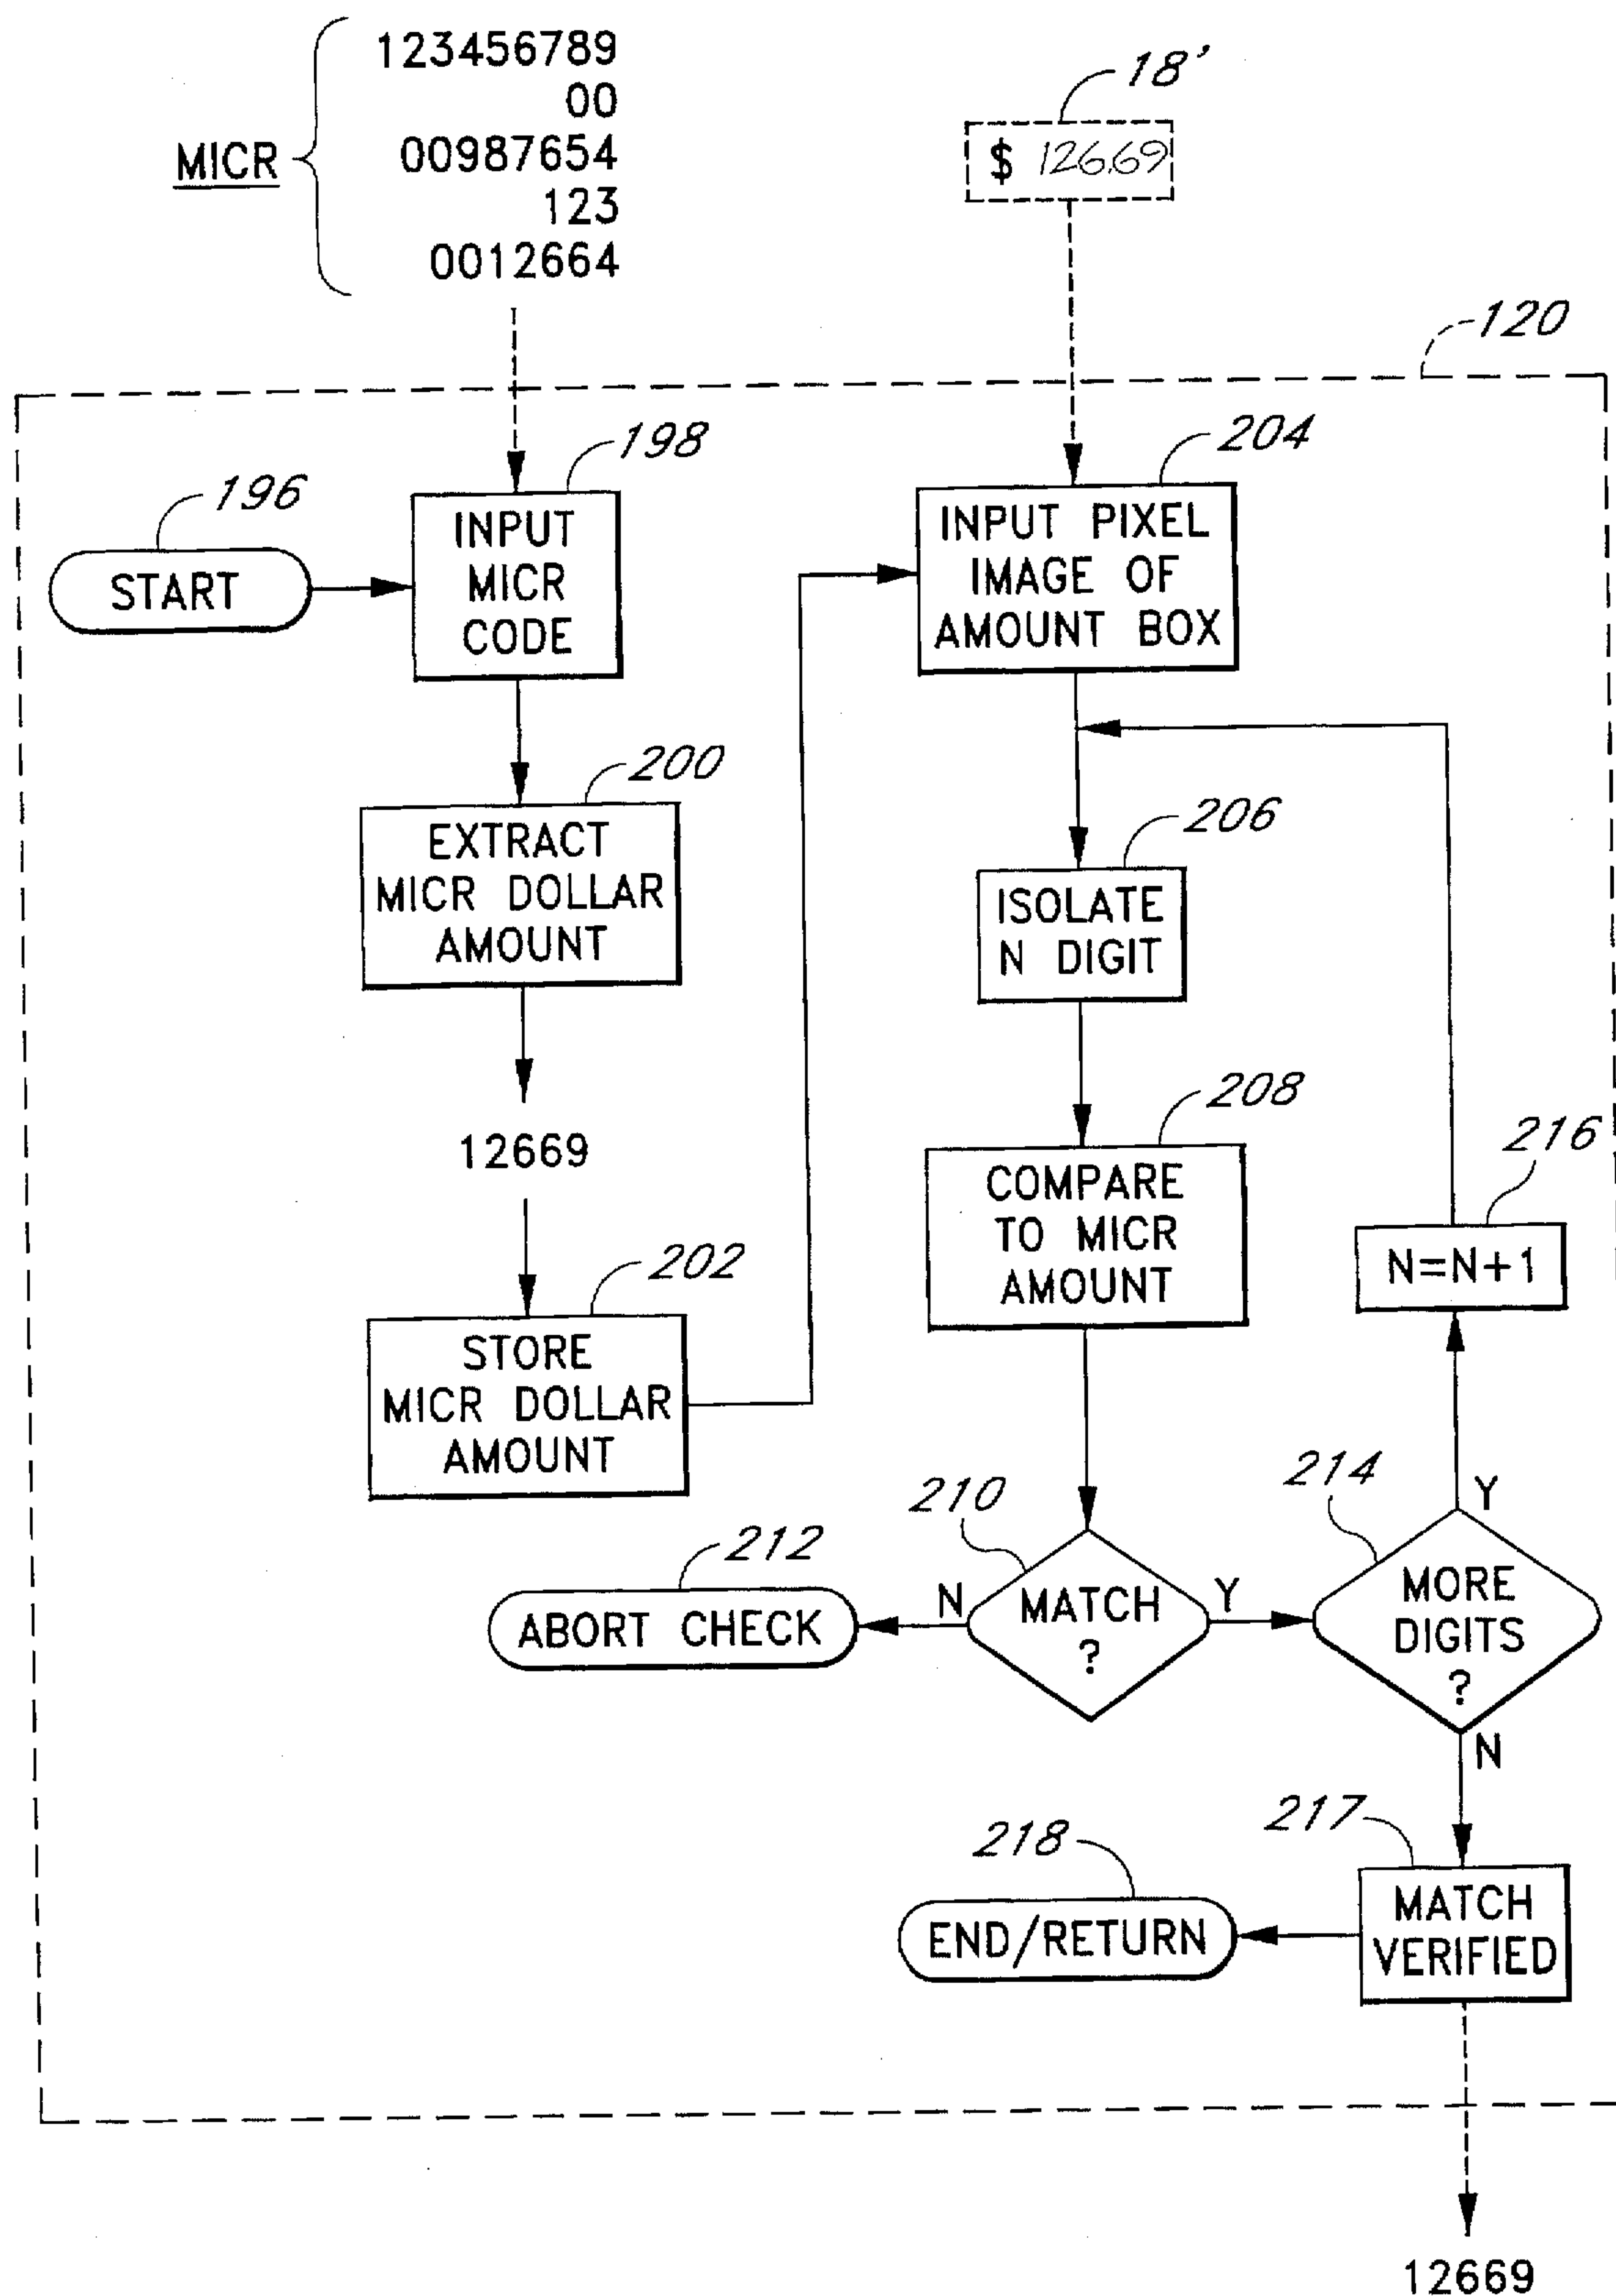 MICR
123456789
00
00987654
123
0012664
18'
$ 126.69
120
196
START
198
INPUT
MICR
CODE
200
EXTRACT
MICR DOLLAR
AMOUNT
12669
202
STORE
MICR DOLLAR
AMOUNT
204
INPUT PIXEL
IMAGE OF
AMOUNT BOX
206
ISOLATE
N DIGIT
208
COMPARE
TO MICR
AMOUNT
216
N=N+1
210
MATCH
?
N
Y
212
ABORT CHECK
214
MORE
DIGITS
?
Y
N
217
MATCH
VERIFIED
218
END/RETURN
12669